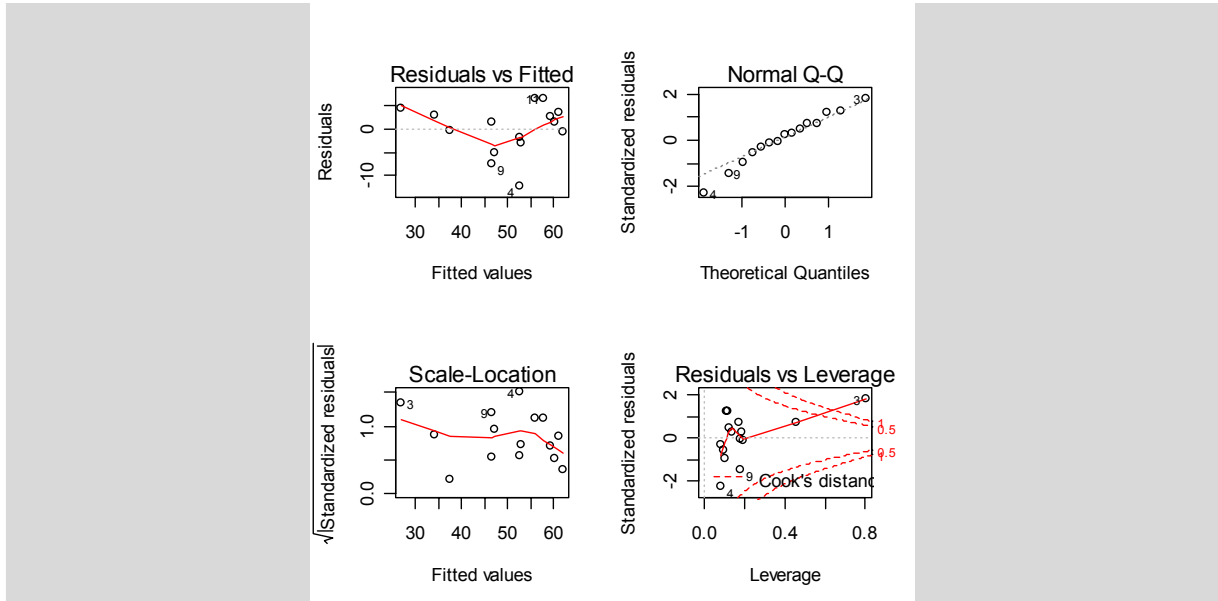 Residuals vs Fitted
Residuals
0
-10
11
9
4
30 40 50 60
Fitted values
Normal Q-Q
Standardized residuals
2
0
-2
3
9
4
-1 0 1
Theoretical Quantiles
Scale-Location
√|Standardized residuals|
1.0
0.0
3
9
4
30 40 50 60
Fitted values
Residuals vs Leverage
Standardized residuals
2
0
-2
3
1
0.5
0.5
1
9
4
Cook's distanc
0.0 0.4 0.8
Leverage